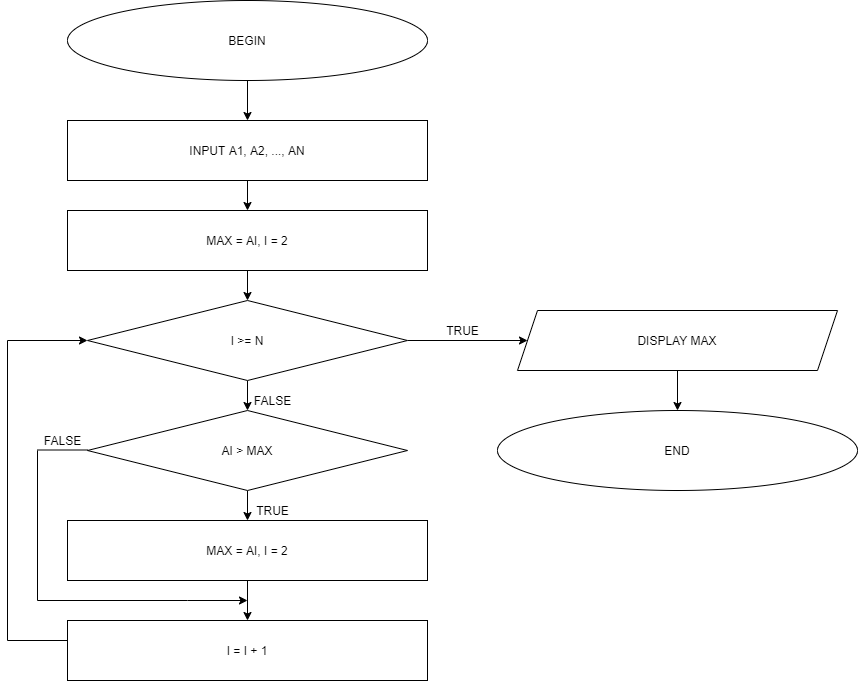 BEGIN
INPUT A1, A2, ..., AN
MAX = AI, I = 2
I >= N
TRUE
DISPLAY MAX
FALSE
AI > MAX
FALSE
END
TRUE
MAX = AI, I = 2
I = I + 1